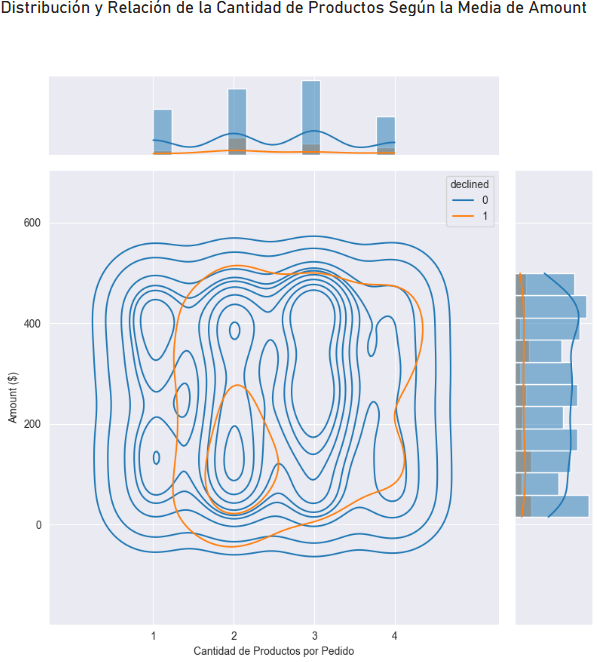 Distribución y Relación de la Cantidad de Productos Según la Media de Amount
declined
0
1
600
400
200
0
Amount ($)
1 2 3 4
Cantidad de Productos por Pedido